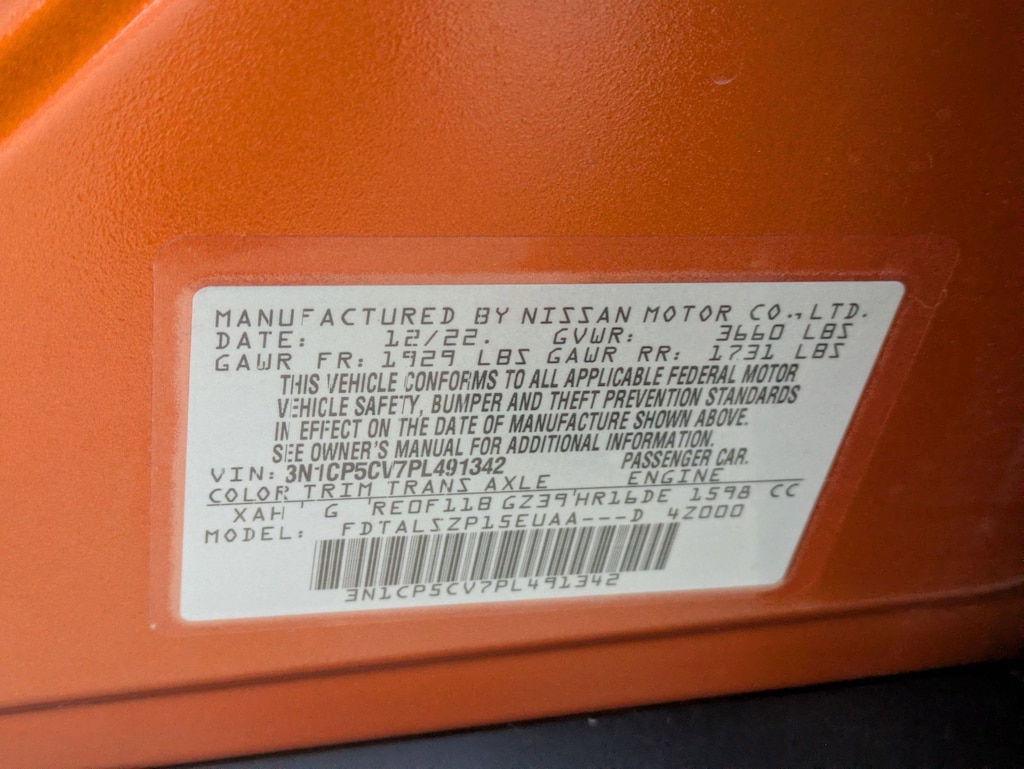 MANUFACTURED BY NISSAN MOTOR CO., LTD.
DATE: 12/22. GVWR: 3660 LBS
GAWR FR: 1929 LBS GAWR RR: 1731 LBS
THIS VEHICLE CONFORMS TO ALL APPLICABLE FEDERAL MOTOR
VEHICLE SAFETY, BUMPER AND THEFT PREVENTION STANDARDS
IN EFFECT ON THE DATE OF MANUFACTURE SHOWN ABOVE.
SEE OWNER'S MANUAL FOR ADDITIONAL INFORMATION.
VIN: 3N1CP5CV7PL491342 PASSENGER CAR.
COLOR TRIM TRANS AXLE ENGINE
XAH G RE0F11B GZ39 HR16DE 1598 CC
MODEL: FDTALSZP15EUAA---D 4Z000
3N1CP5CV7PL491342